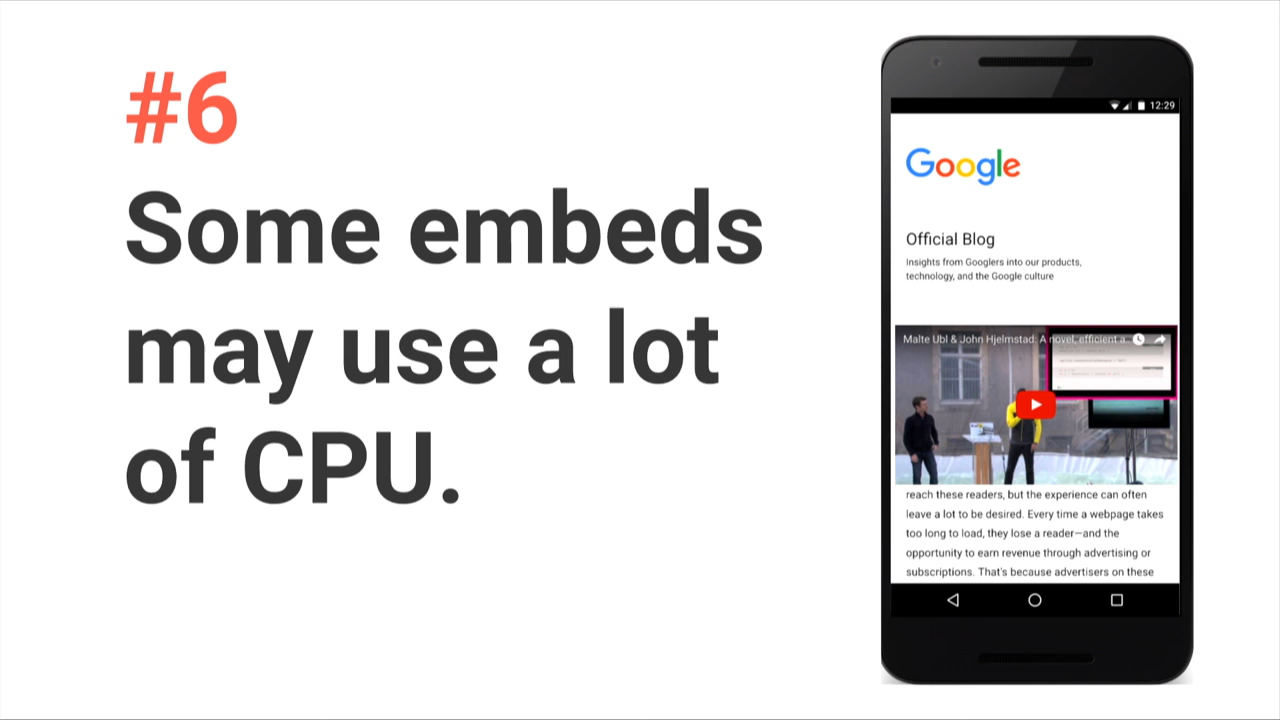 #6
Some embeds
may use a lot
of CPU.
12:29
Google
Official Blog
Insights from Googlers into our products,
technology, and the Google culture
Malte Ubl & John Hjelmstad: A novel, efficient a...
reach these readers, but the experience can often
leave a lot to be desired. Every time a webpage takes
too long to load, they lose a reader—and the
opportunity to earn revenue through advertising or
subscriptions. That's because advertisers on these